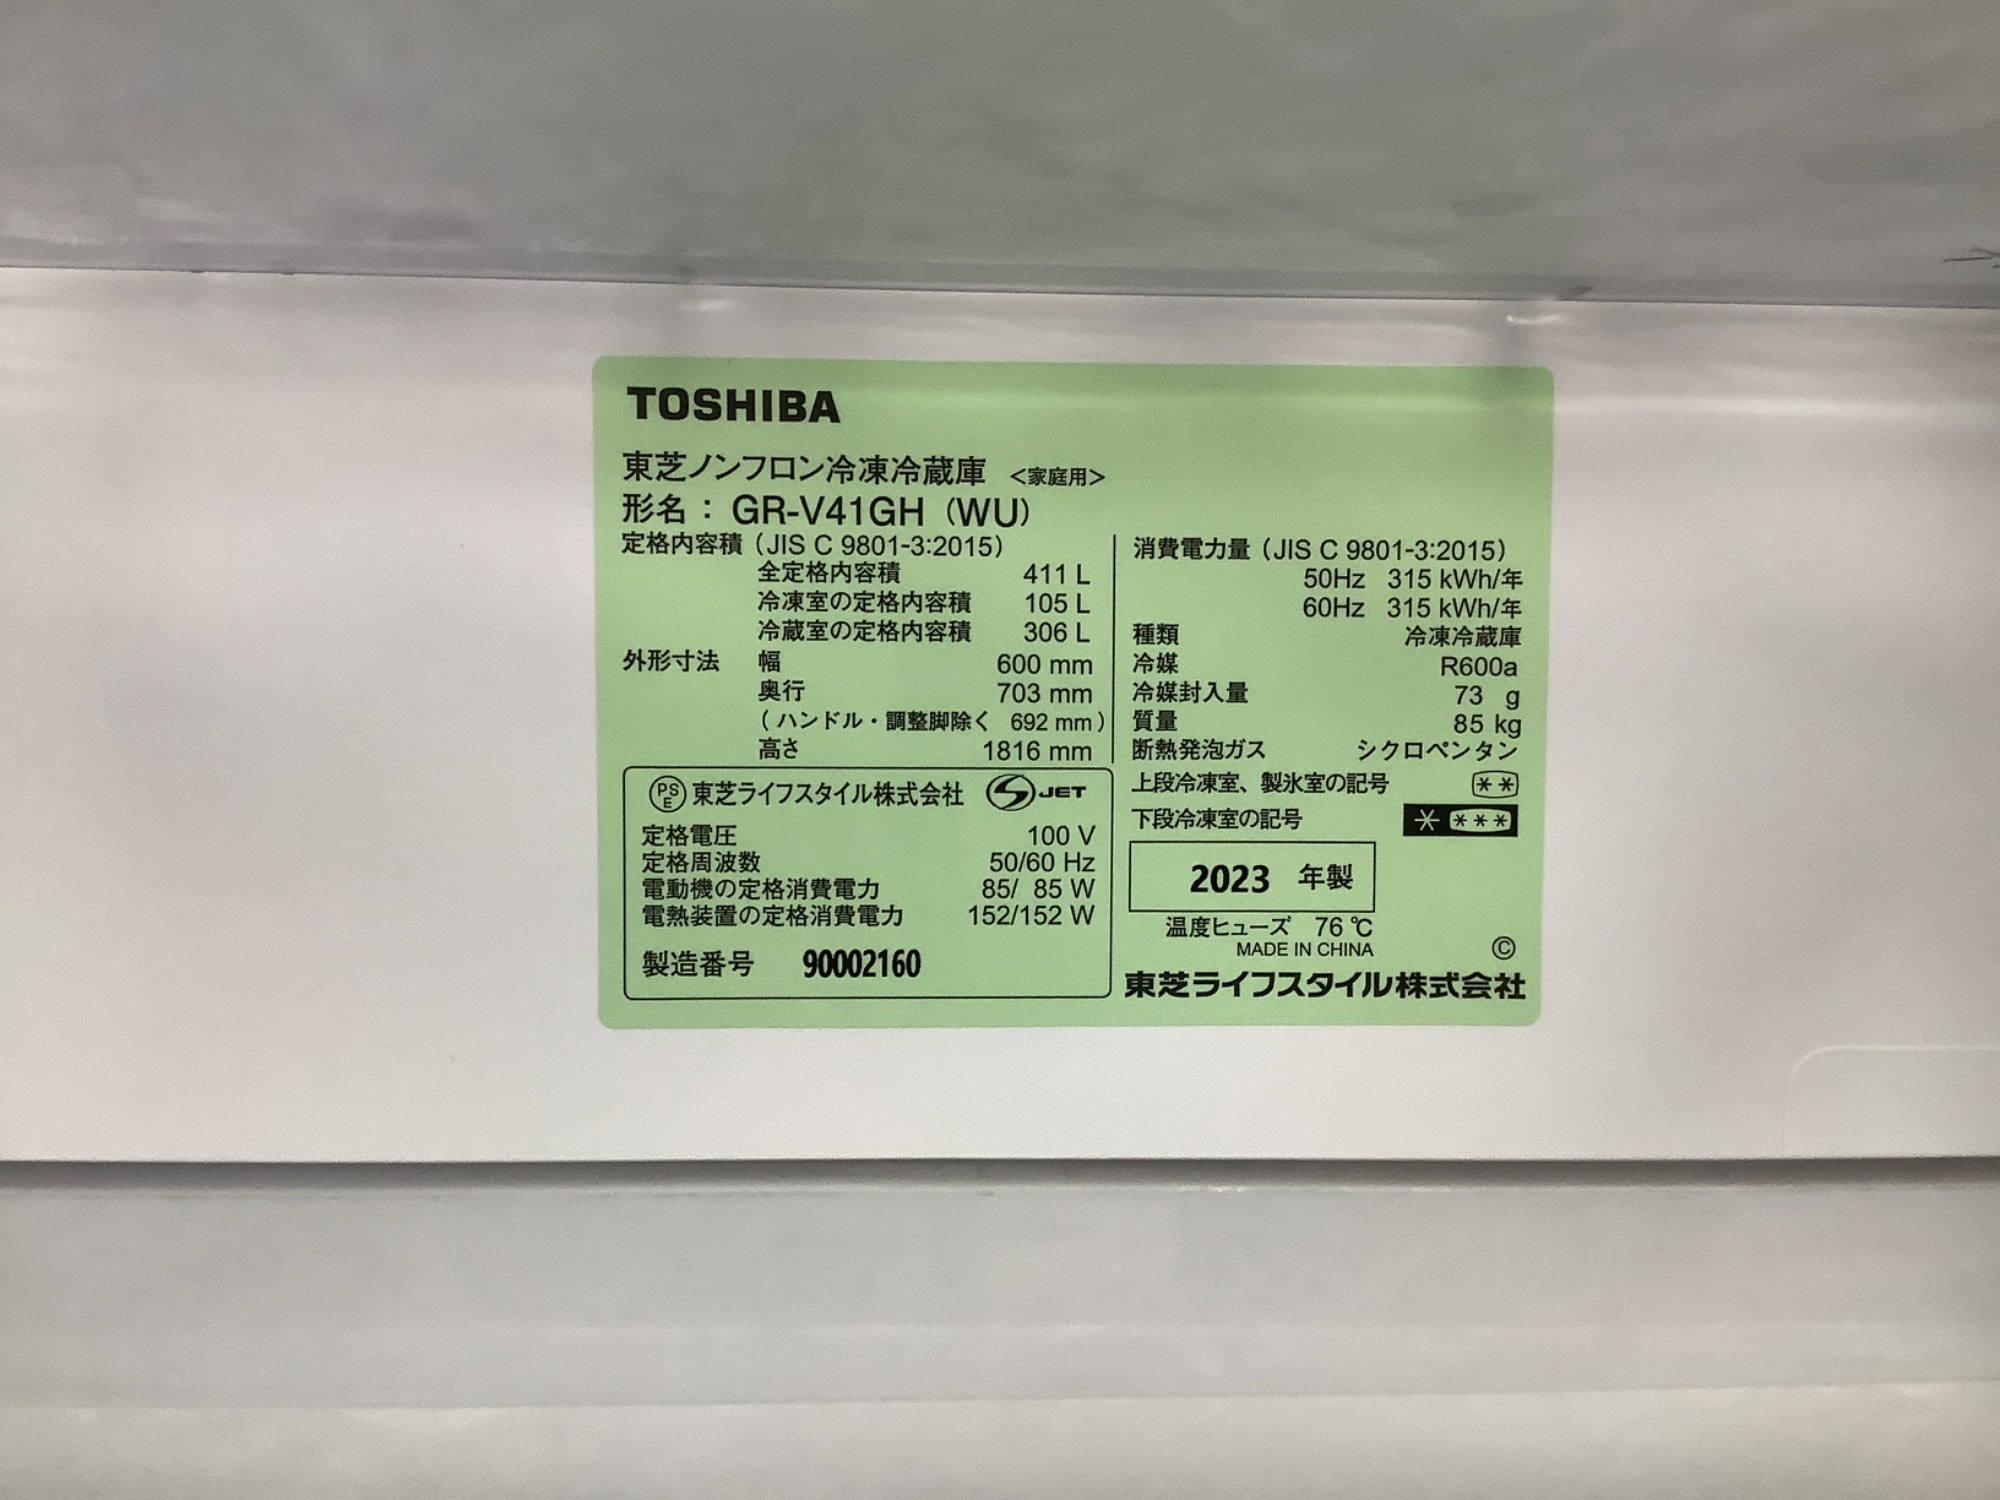 TOSHIBA
東芝ノンフロン冷凍冷蔵庫 <家庭用>
形名：GR-V41GH (WU)
定格内容積 (JIS C 9801-3:2015)
全定格内容積 411 L
冷凍室の定格内容積 105 L
冷蔵室の定格内容積 306 L
外形寸法 幅 600 mm
奥行 703 mm
(ハンドル・調整脚除く 692 mm)
高さ 1816 mm
PSE 東芝ライフスタイル株式会社 S JET
定格電圧 100 V
定格周波数 50/60 Hz
電動機の定格消費電力 85/ 85 W
電熱装置の定格消費電力 152/152 W
製造番号 90002160
消費電力量 (JIS C 9801-3:2015)
50Hz 315 kWh/年
60Hz 315 kWh/年
種類 冷凍冷蔵庫
冷媒 R600a
冷媒封入量 73 g
質量 85 kg
断熱発泡ガス シクロペンタン
上段冷凍室、製氷室の記号 **
下段冷凍室の記号 * ***
2023 年製
温度ヒューズ 76 ℃
MADE IN CHINA ©
東芝ライフスタイル株式会社